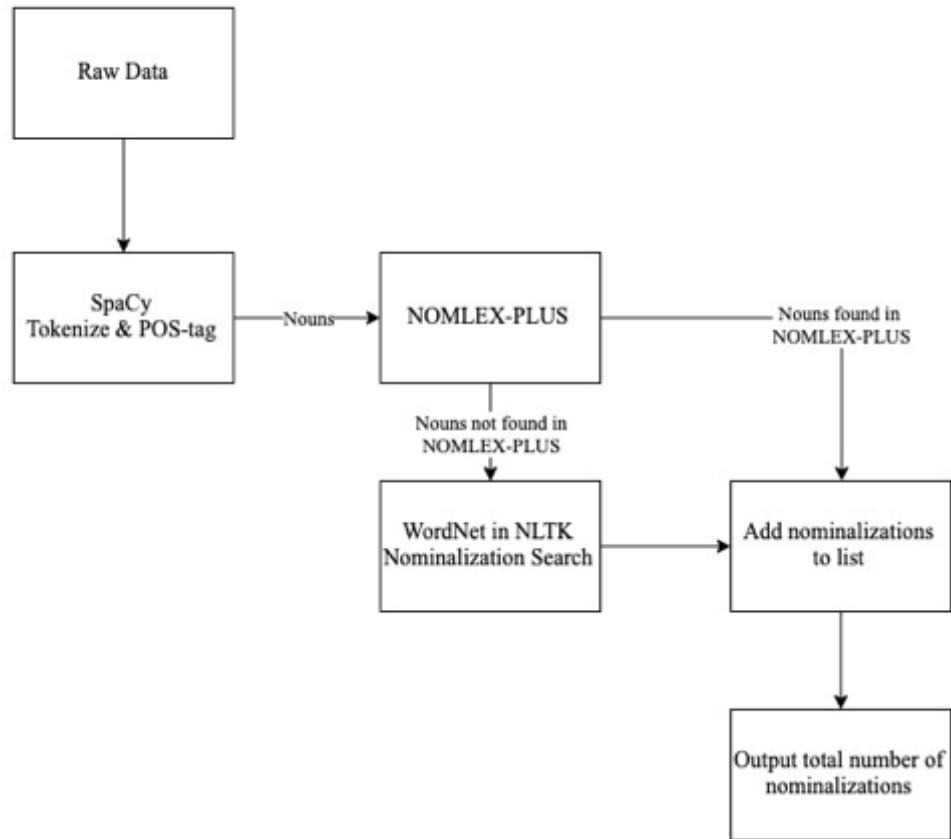 Raw Data
SpaCy
Tokenize & POS-tag
Nouns
NOMLEX-PLUS
Nouns found in
NOMLEX-PLUS
Nouns not found in
NOMLEX-PLUS
WordNet in NLTK
Nominalization Search
Add nominalizations
to list
Output total number of
nominalizations